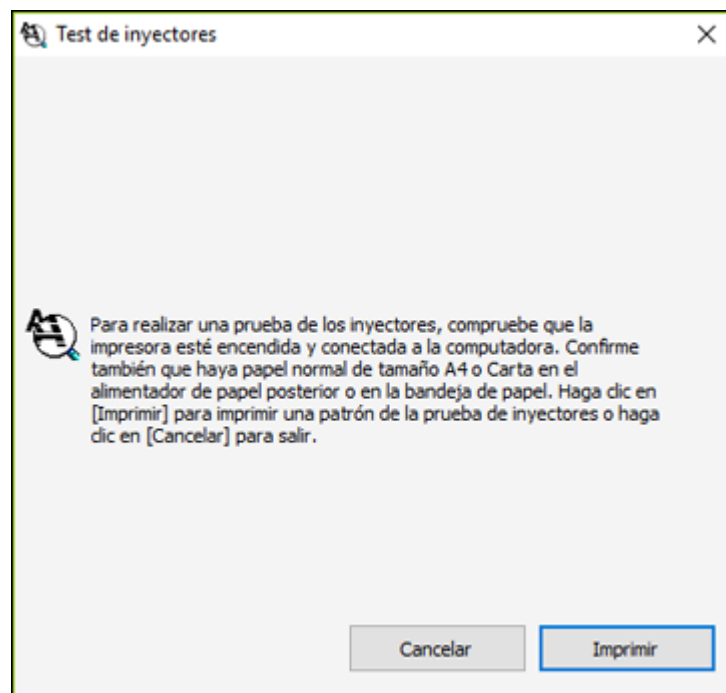 Test de inyectores
Para realizar una prueba de los inyectores, compruebe que la
impresora esté encendida y conectada a la computadora. Confirme
también que haya papel normal de tamaño A4 o Carta en el
alimentador de papel posterior o en la bandeja de papel. Haga clic en
[Imprimir] para imprimir una patrón de la prueba de inyectores o haga
clic en [Cancelar] para salir.
Cancelar
Imprimir